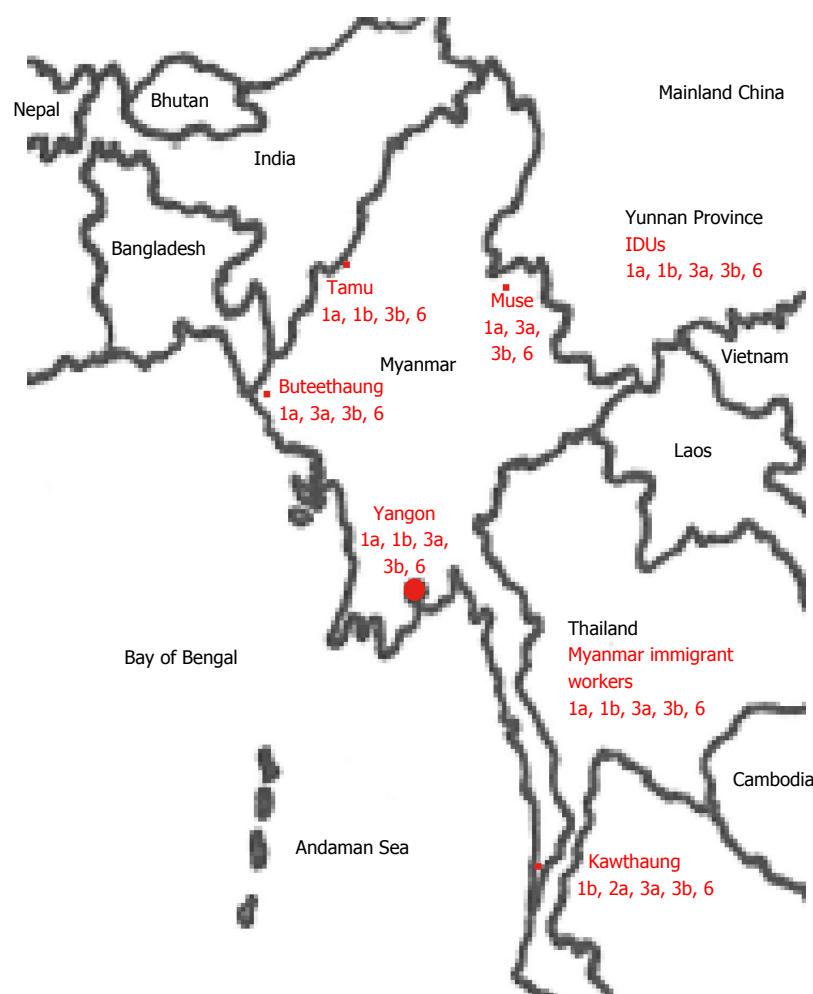 Mainland China
Nepal
Bhutan
India
Yunnan Province
IDUs
1a, 1b, 3a, 3b, 6
Bangladesh
Tamu
1a, 1b, 3b, 6
Muse
1a, 3a,
3b, 6
Vietnam
Myanmar
Buteethaung
1a, 3a, 3b, 6
Laos
Yangon
1a, 1b, 3a,
3b, 6
Thailand
Myanmar immigrant
workers
1a, 1b, 3a, 3b, 6
Bay of Bengal
Cambodia
Andaman Sea
Kawthaung
1b, 2a, 3a, 3b, 6